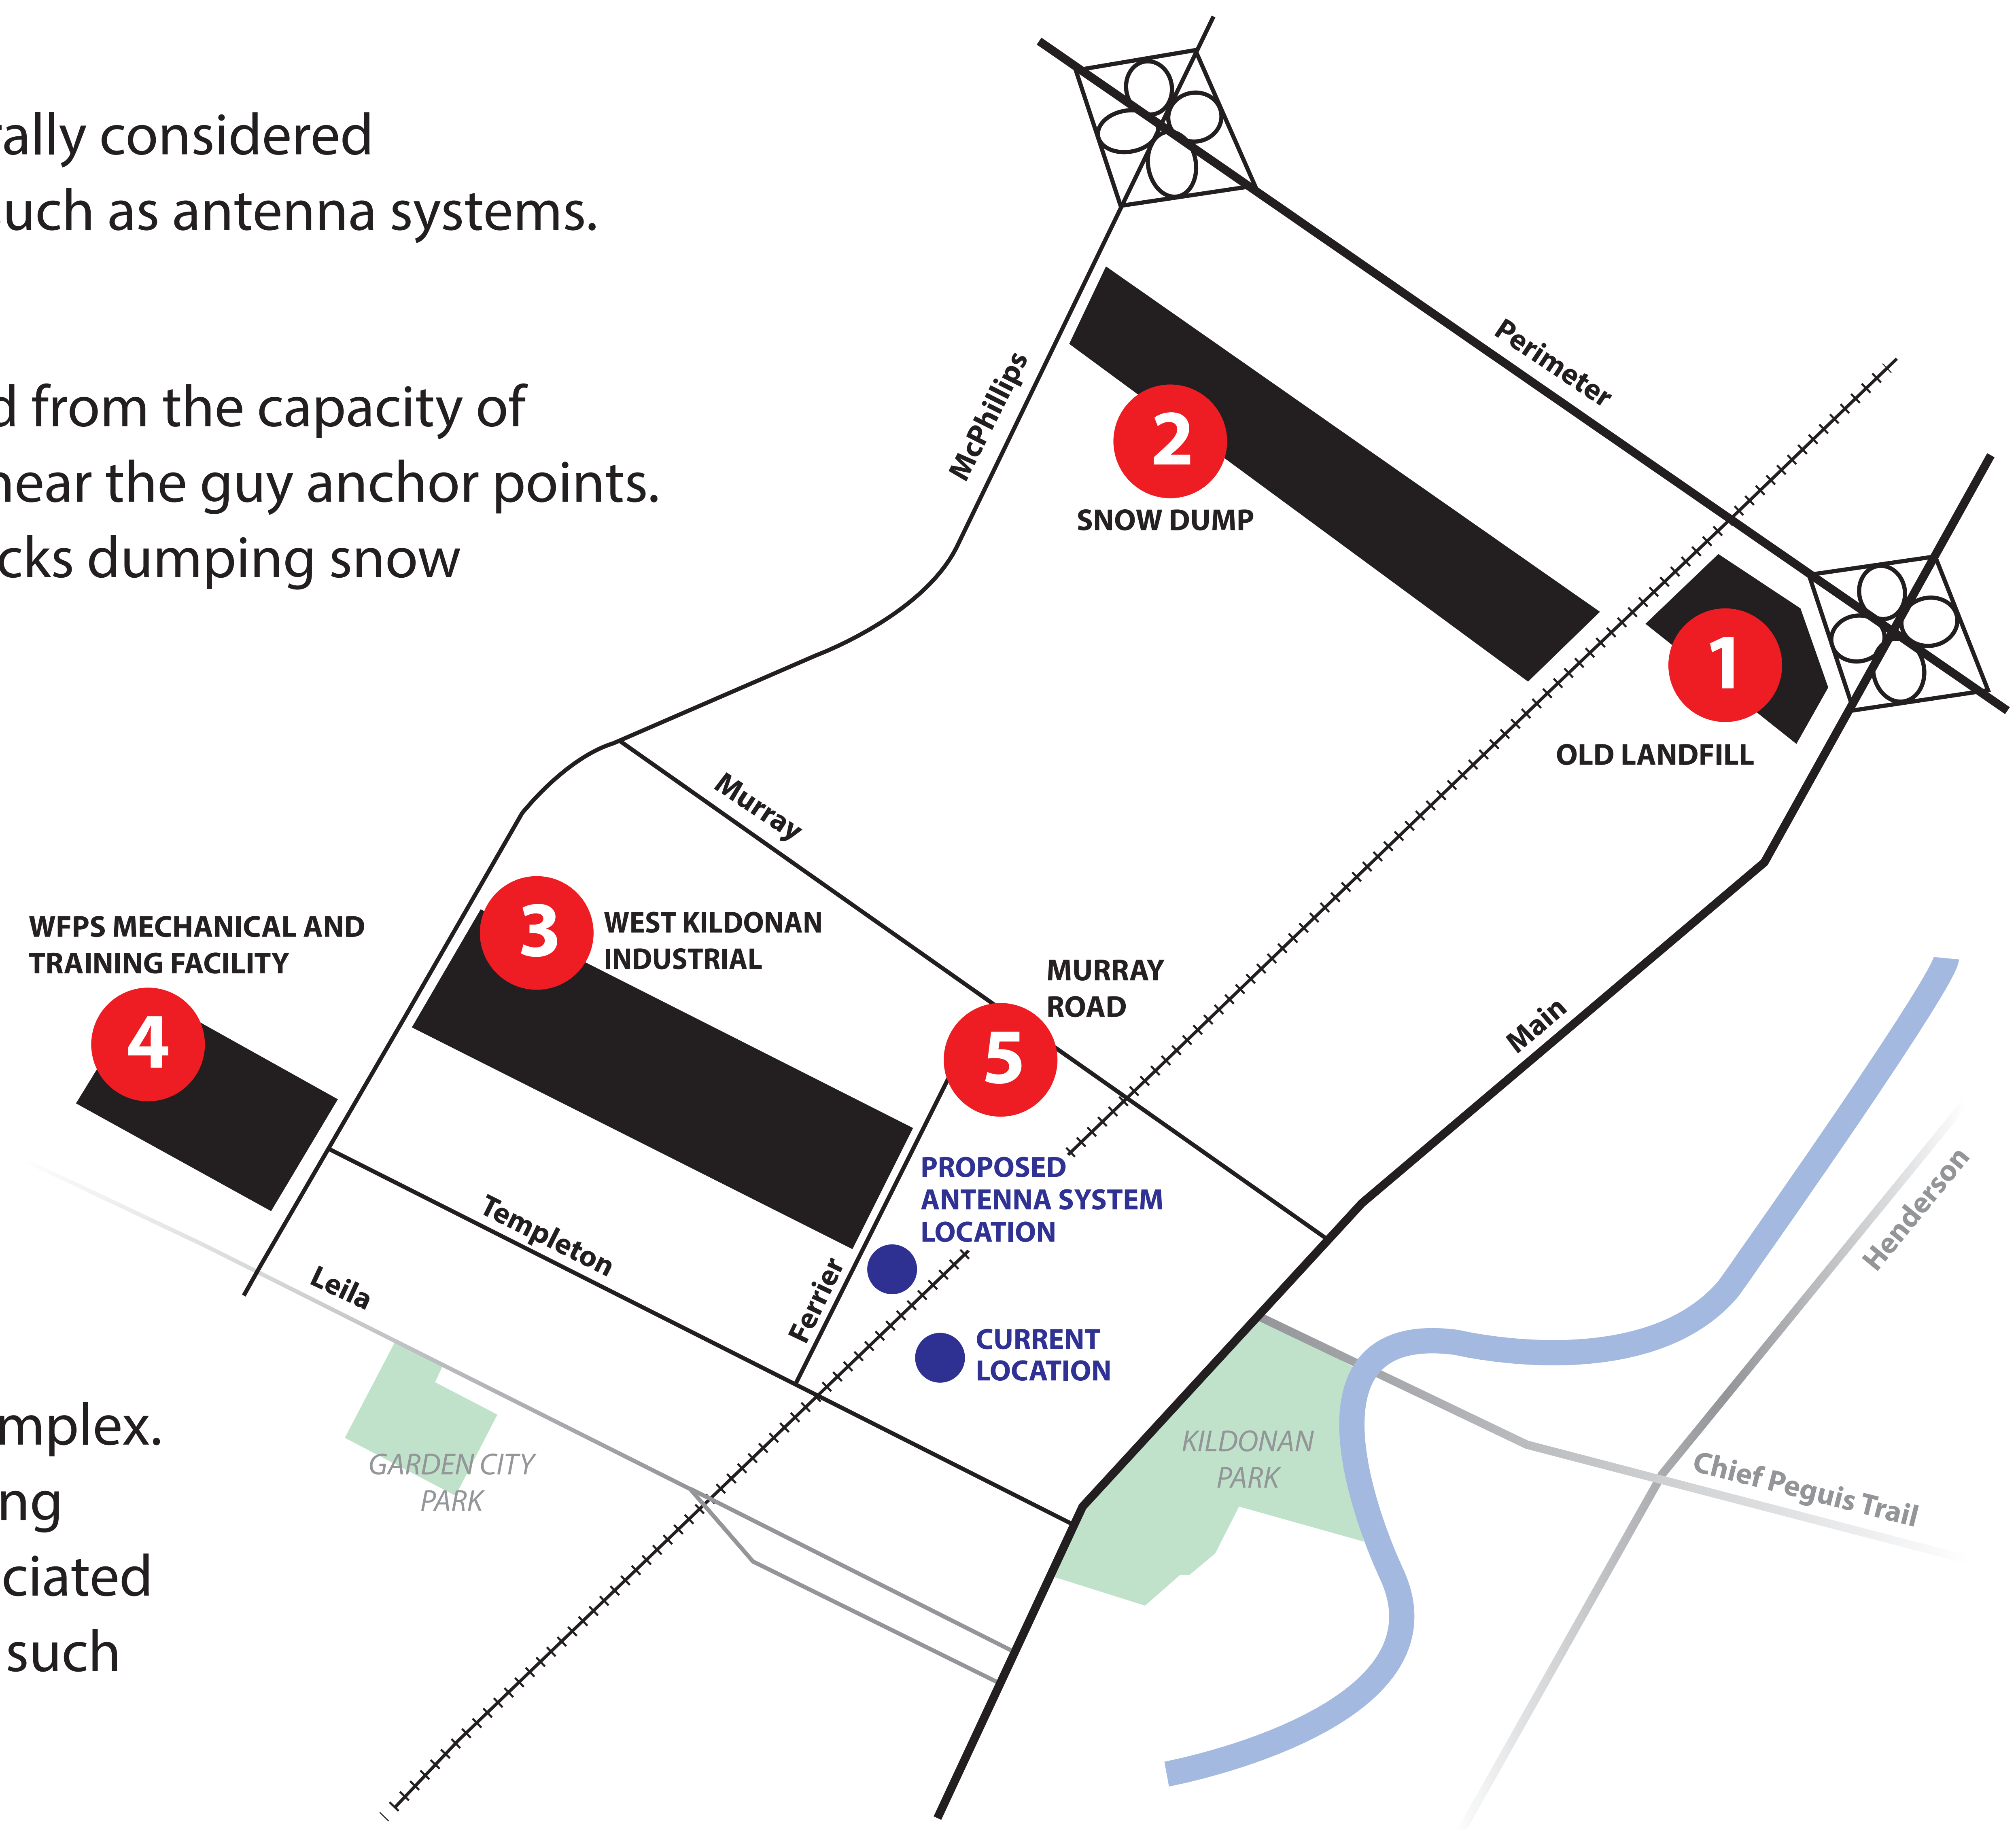 ally considered
uch as antenna systems.
from the capacity of
near the guy anchor points.
cks dumping snow
mplex.
ng
ciated
such
McPhillips
Perimeter
2
SNOW DUMP
1
OLD LANDFILL
Murray
3
WEST KILDONAN
INDUSTRIAL
WFPS MECHANICAL AND
TRAINING FACILITY
4
MURRAY
ROAD
5
Main
PROPOSED
ANTENNA SYSTEM
LOCATION
Templeton
Ferrier
Leila
CURRENT
LOCATION
Henderson
GARDEN CITY
PARK
KILDONAN
PARK
Chief Peguis Trail